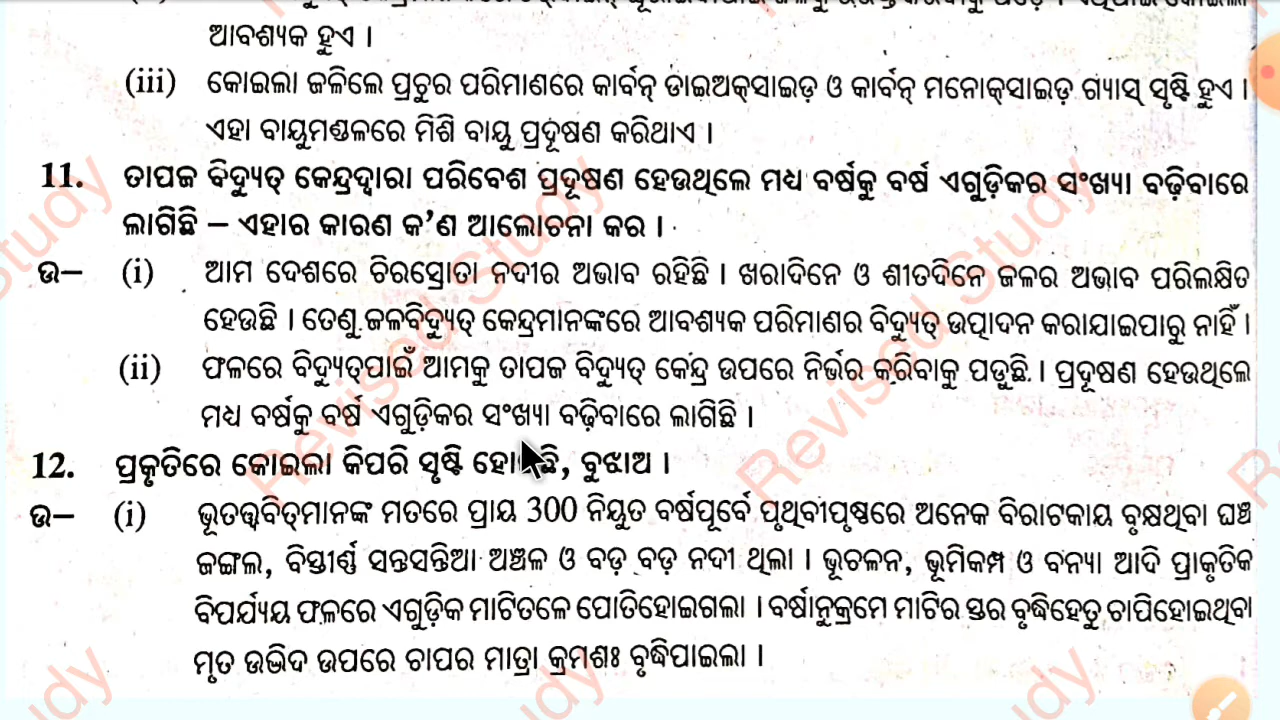 ଆବଶ୍ୟକ ହୁଏ ।
(iii) କୋଇଲା ଜଳିଲେ ପ୍ରଚୁର ପରିମାଣରେ କାର୍ବନ୍ ଡାଇଅକ୍‌ସାଇଡ଼ ଓ କାର୍ବନ୍ ମନୋକ୍‌ସାଇଡ଼ ଗ୍ୟାସ୍ ସୃଷ୍ଟି ହୁଏ ।
ଏହା ବାୟୁମଣ୍ଡଳରେ ମିଶି ବାୟୁ ପ୍ରଦୂଷଣ କରିଥାଏ ।
11. ତାପଜ ବିଦ୍ୟୁତ୍ କେନ୍ଦ୍ରଦ୍ୱାରା ପରିବେଶ ପ୍ରଦୂଷଣ ହେଉଥିଲେ ମଧ୍ୟ ବର୍ଷକୁ ବର୍ଷ ଏଗୁଡ଼ିକର ସଂଖ୍ୟା ବଢ଼ିବାରେ
ଲାଗିଛି – ଏହାର କାରଣ କ'ଣ ଆଲୋଚନା କର ।
ଉ– (i) ଆମ ଦେଶରେ ଚିରସ୍ରୋତା ନଦୀର ଅଭାବ ରହିଛି । ଖରାଦିନେ ଓ ଶୀତଦିନେ ଜଳର ଅଭାବ ପରିଲକ୍ଷିତ
ହେଉଛି । ତେଣୁ ଜଳବିଦ୍ୟୁତ୍ କେନ୍ଦ୍ରମାନଙ୍କରେ ଆବଶ୍ୟକ ପରିମାଣର ବିଦ୍ୟୁତ୍ ଉତ୍ପାଦନ କରାଯାଇପାରୁ ନାହିଁ ।
(ii) ଫଳରେ ବିଦ୍ୟୁତ୍‌ପାଇଁ ଆମକୁ ତାପଜ ବିଦ୍ୟୁତ୍ କେନ୍ଦ୍ର ଉପରେ ନିର୍ଭର କରିବାକୁ ପଡୁଛି । ପ୍ରଦୂଷଣ ହେଉଥିଲେ
ମଧ୍ୟ ବର୍ଷକୁ ବର୍ଷ ଏଗୁଡ଼ିକର ସଂଖ୍ୟା ବଢ଼ିବାରେ ଲାଗିଛି ।
12. ପ୍ରକୃତିରେ କୋଇଲା କିପରି ସୃଷ୍ଟି ବୁଝାଅ ।
ଉ– (i) ଭୂତତ୍ତ୍ୱବିତ୍‌ମାନଙ୍କ ମତରେ ପ୍ରାୟ 300 ନିୟୁତ ବର୍ଷପୂର୍ବେ ପୃଥିବୀପୃଷ୍ଠରେ ଅନେକ ବିରାଟକାୟ ବୃକ୍ଷଥିବା ଘଞ୍ଚ
ଜଙ୍ଗଲ, ବିସ୍ତୀର୍ଣ୍ଣ ସନ୍ତସନ୍ତିଆ ଅଞ୍ଚଳ ଓ ବଡ଼ ବଡ଼ ନଦୀ ଥିଲା । ଭୂଚଳନ, ଭୂମିକମ୍ପ ଓ ବନ୍ୟା ଆଦି ପ୍ରାକୃତିକ
ବିପର୍ଯ୍ୟୟ ଫଳରେ ଏଗୁଡ଼ିକ ମାଟିତଳେ ପୋତିହୋଇଗଲା । ବର୍ଷାନୁକ୍ରମେ ମାଟିର ସ୍ତର ବୃଦ୍ଧିହେତୁ ଚାପିହୋଇଥିବା
ମୃତ ଉଦ୍ଭିଦ ଉପରେ ଚାପର ମାତ୍ରା କ୍ରମଶଃ ବୃଦ୍ଧିପାଇଲା ।
Revised Study